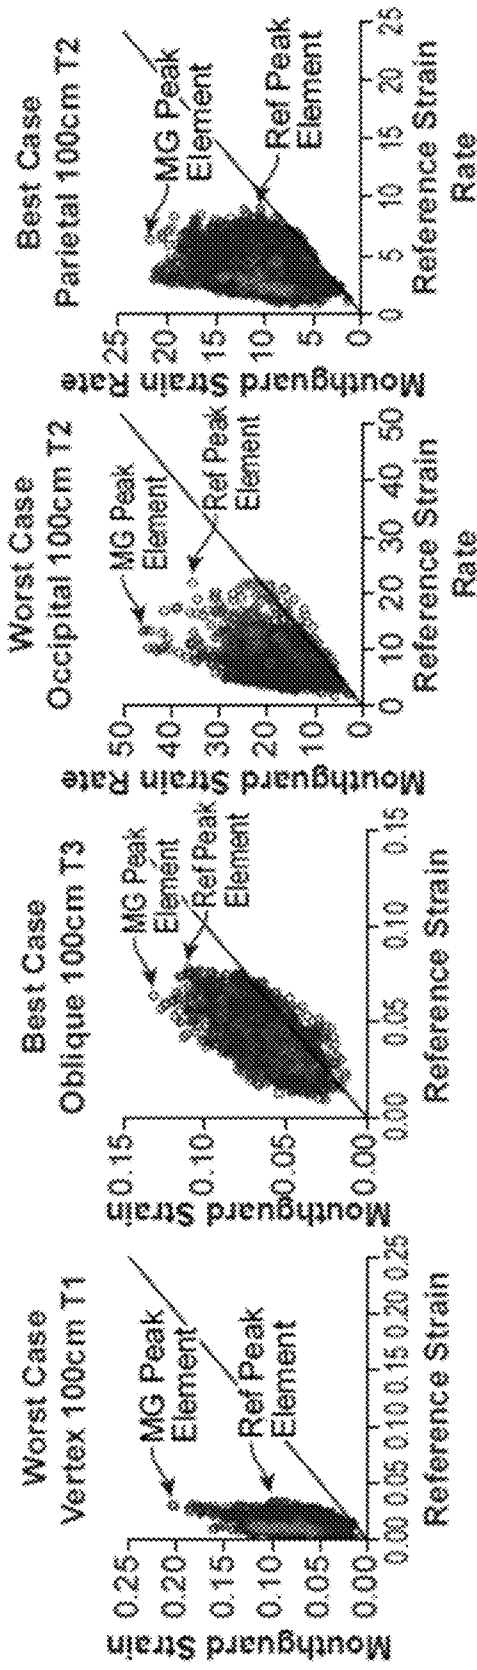 Worst Case
Vertex 100cm T1
Mouthguard Strain
0.25
0.20
0.15
0.10
0.05
0.00
MG Peak
Element
Ref Peak
Element
0.00 0.05 0.10 0.15 0.20 0.25
Reference Strain
Best Case
Oblique 100cm T3
Mouthguard Strain
0.15
0.10
0.05
0.00
MG Peak
Element
Ref Peak
Element
0.00 0.05 0.10 0.15
Reference Strain
Worst Case
Occipital 100cm T2
Mouthguard Strain Rate
50
40
30
20
10
0
MG Peak
Element
Ref Peak
Element
0 10 20 30 40 50
Reference Strain
Rate
Best Case
Parietal 100cm T2
Mouthguard Strain Rate
25
20
15
10
5
0
MG Peak
Element
Ref Peak
Element
0 5 10 15 20 25
Reference Strain
Rate